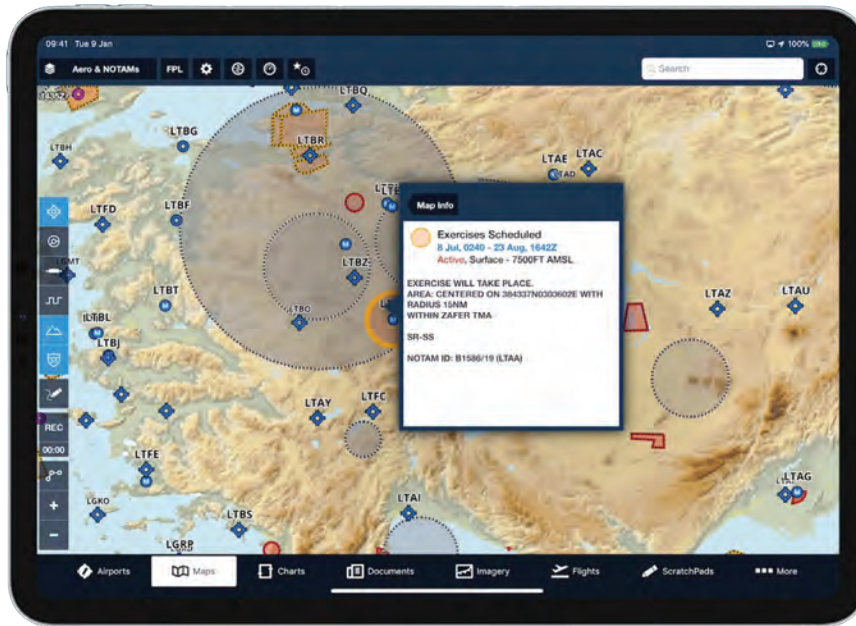 09:41 Tue 9 Jan
100%
Aero & NOTAMs
FPL
Search
LTBQ
LTBG
LTBH
LTBR
LTAE
LTAC
LTAD
LTFD
LTBF
LTBZ
LTBO
LTBT
LTBL
LTBJ
LTAZ
LTAU
LTAY
LTFC
LTFE
LTAI
LTAG
LTBS
LGKO
LGRP
Map Info
Exercises Scheduled
8 Jul, 0240 - 23 Aug, 1642Z
Active, Surface - 7500FT AMSL
EXERCISE WILL TAKE PLACE.
AREA: CENTERED ON 384337N0303602E WITH
RADIUS 15NM
WITHIN ZAFER TMA
SR-SS
NOTAM ID: B1586/19 (LTAA)
REC
00:00
Airports
Maps
Charts
Documents
Imagery
Flights
ScratchPads
More